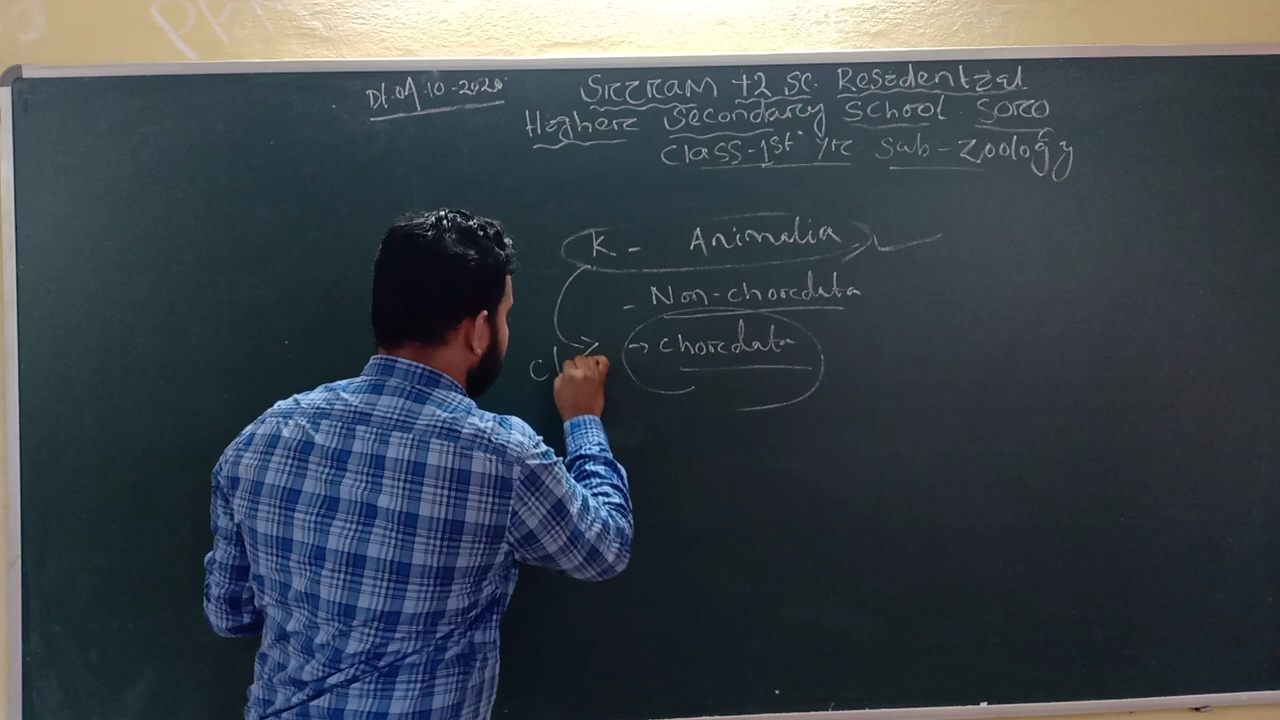 Dt.09.10.2020
SRIRAM +2 SC. Residential
Higher Secondary School Soro
Class-1st Yr Sub-Zoology
K - Animalia
- Non-chordata
→ chordata